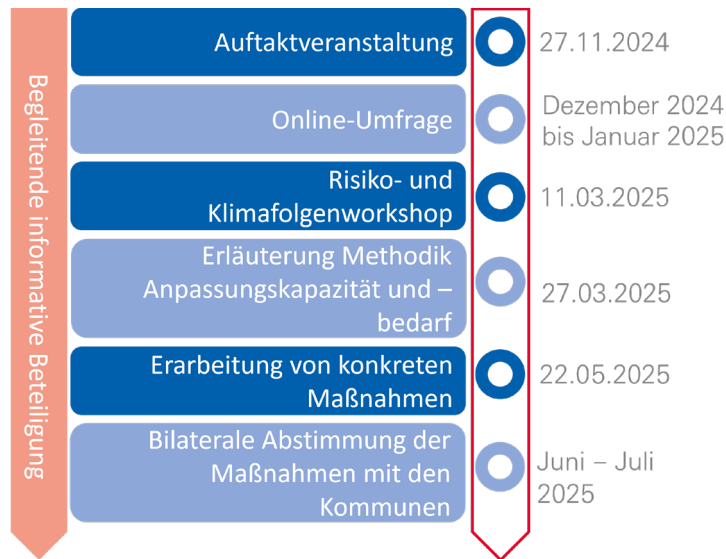 Begleitende informative Beteiligung
Auftaktveranstaltung
27.11.2024
Online-Umfrage
Dezember 2024
bis Januar 2025
Risiko- und
Klimafolgenworkshop
11.03.2025
Erläuterung Methodik
Anpassungskapazität und –
bedarf
27.03.2025
Erarbeitung von konkreten
Maßnahmen
22.05.2025
Bilaterale Abstimmung der
Maßnahmen mit den
Kommunen
Juni – Juli
2025